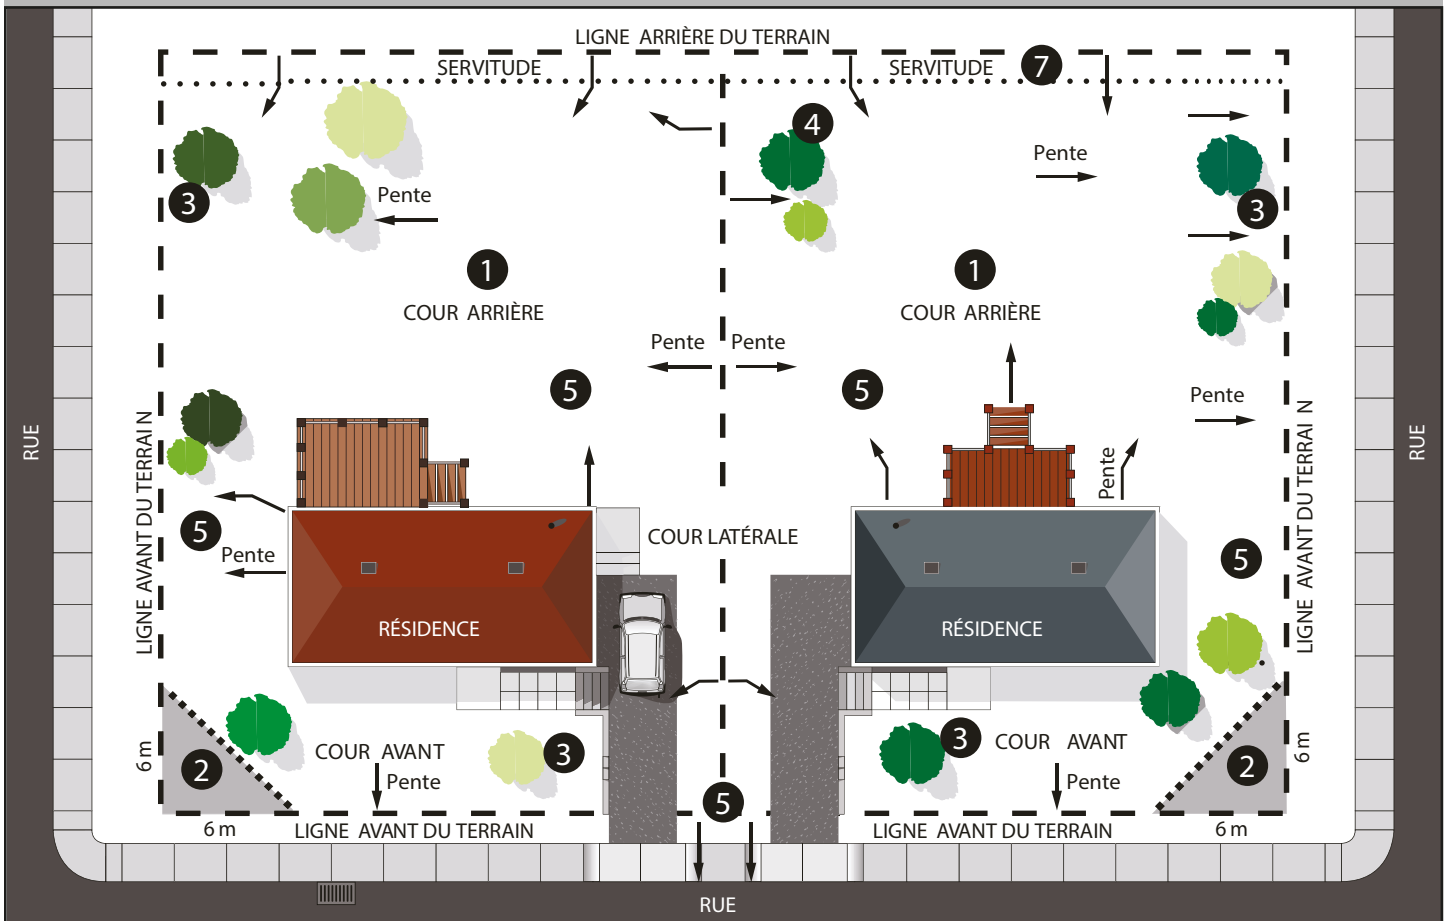 LIGNE ARRIÈRE DU TERRAIN
SERVITUDE
SERVITUDE
7
4
3
Pente
Pente
3
1
1
COUR ARRIÈRE
COUR ARRIÈRE
Pente
Pente
5
5
Pente
RUE
LIGNE AVANT DU TERRAI N
Pente
LIGNE AVANT DU TERRAI N
RUE
5
Pente
COUR LATÉRALE
5
RÉSIDENCE
RÉSIDENCE
6 m
2
COUR AVANT
Pente
3
3
COUR AVANT
Pente
2
6 m
5
6 m
LIGNE AVANT DU TERRAIN
LIGNE AVANT DU TERRAIN
6 m
RUE